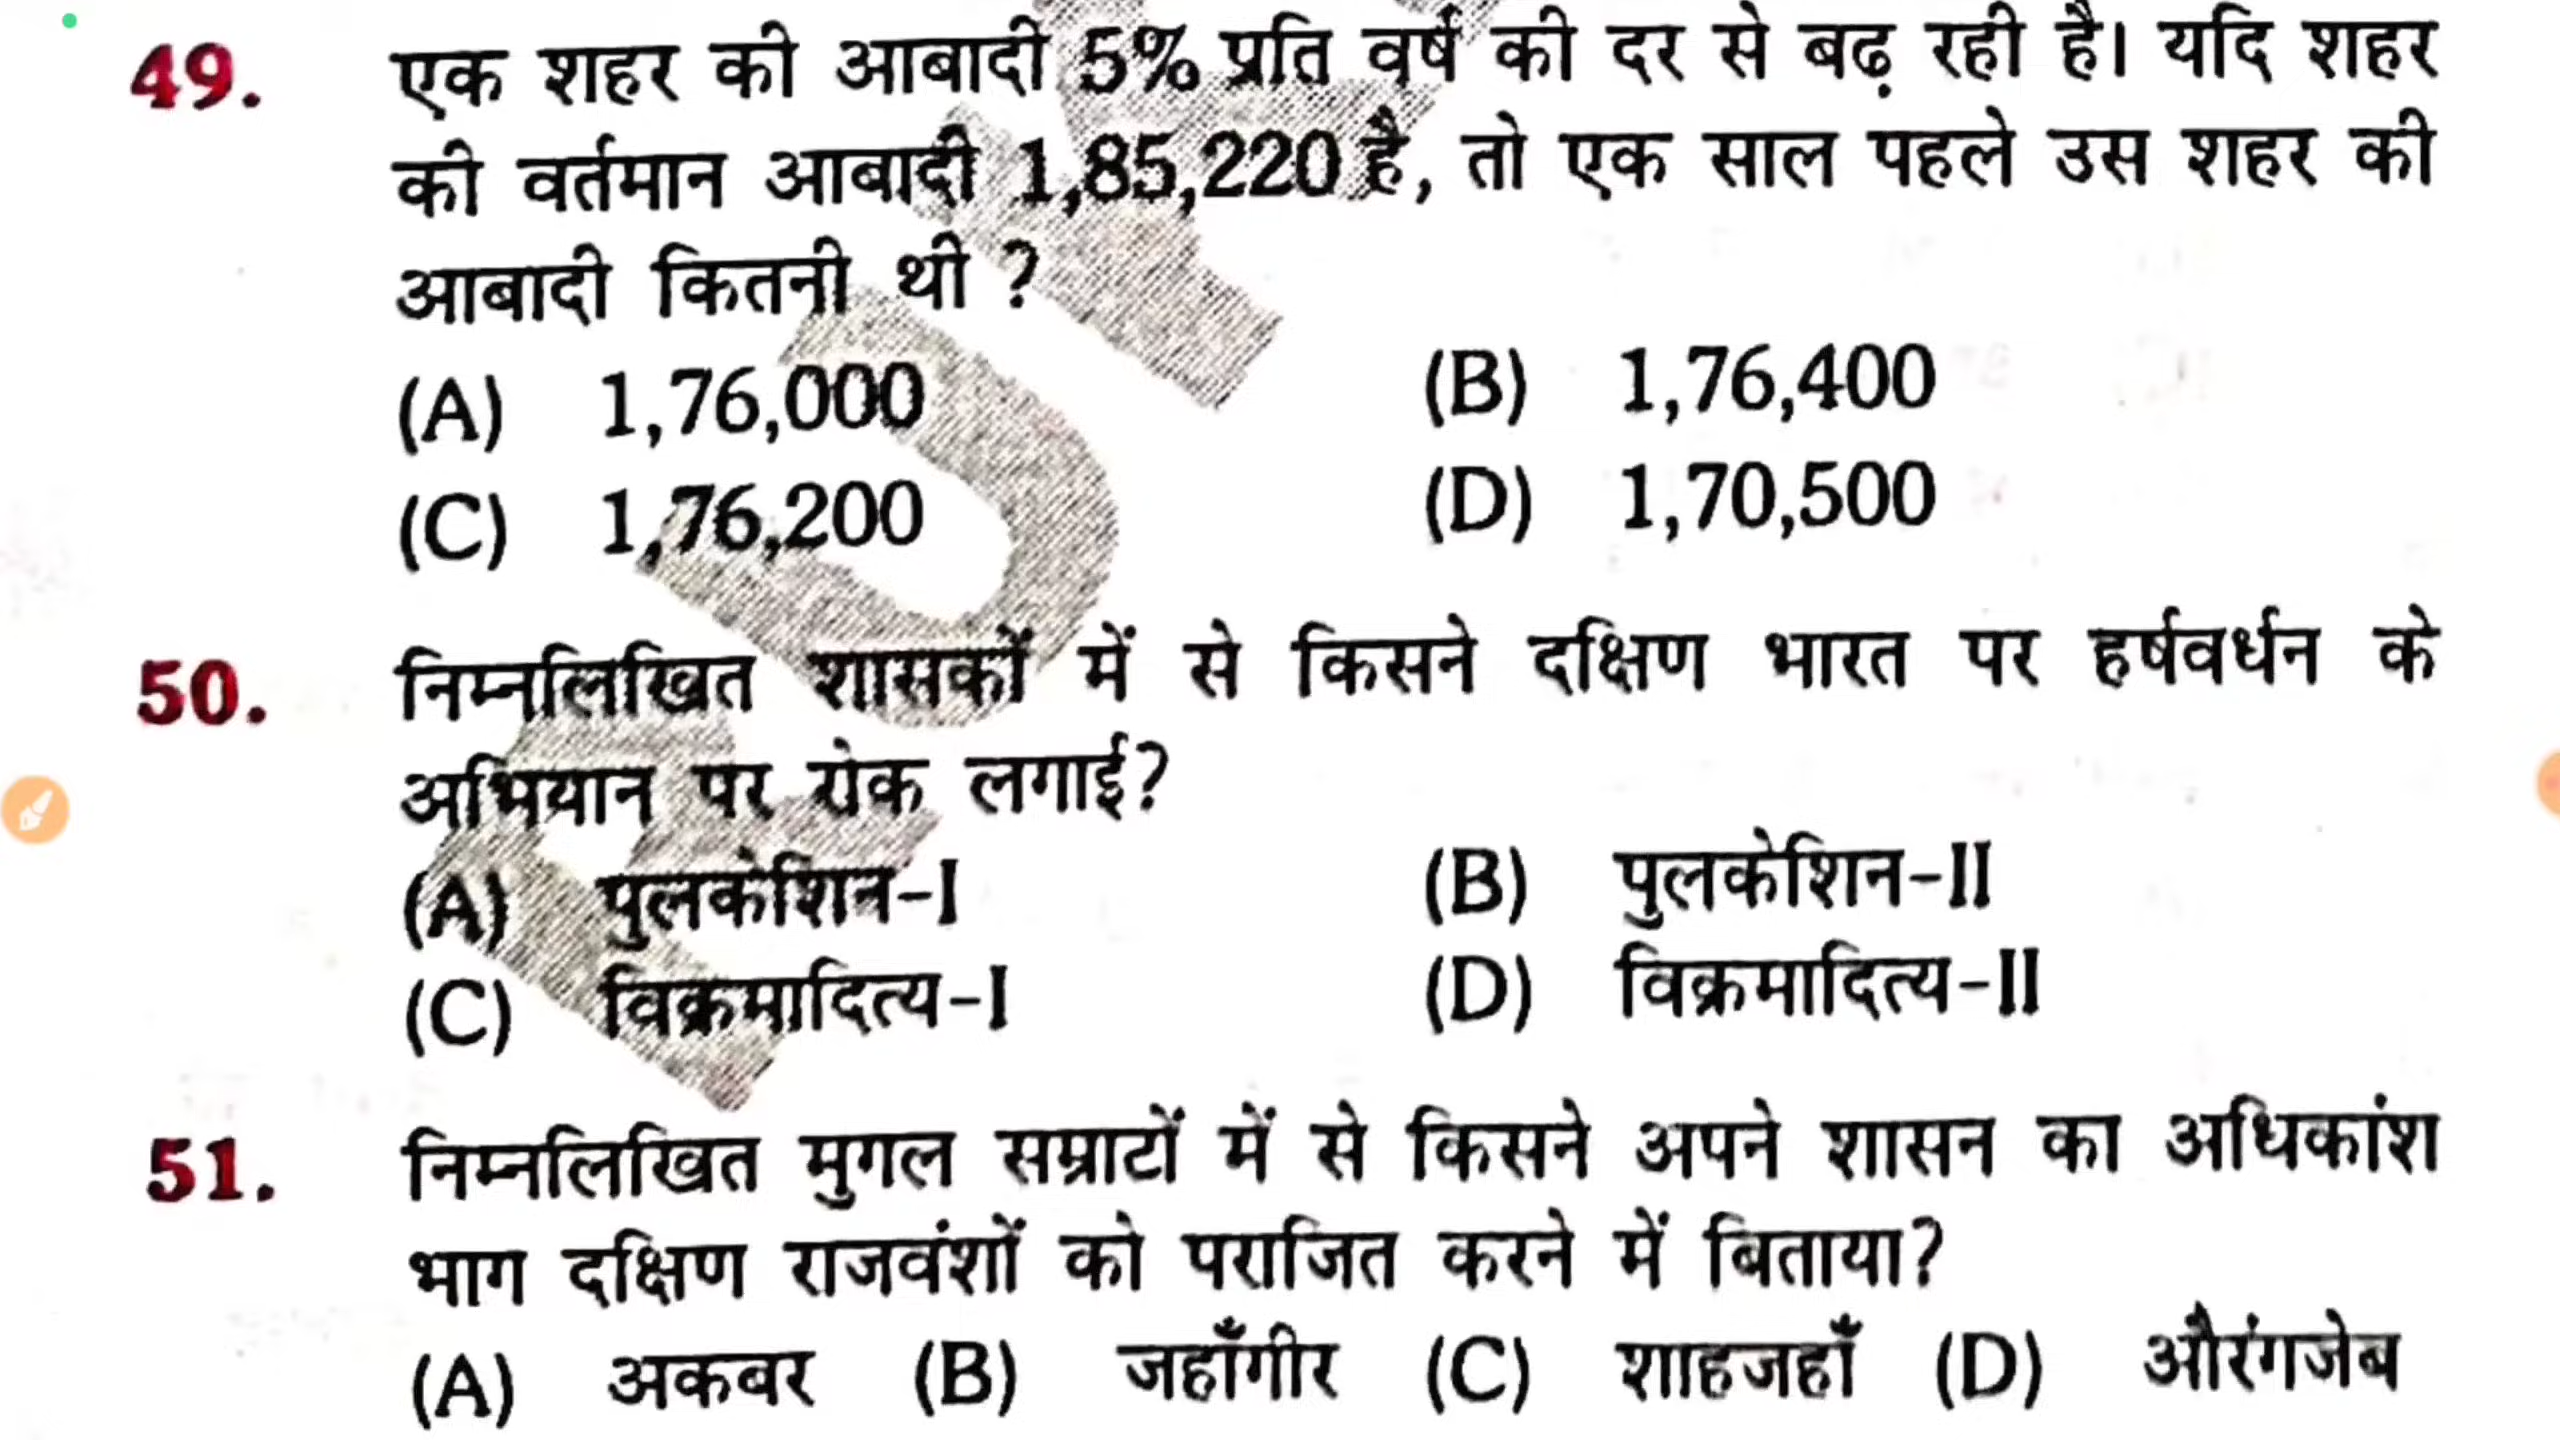 49. एक शहर की आबादी 5% प्रति वर्ष की दर से बढ़ रही है। यदि शहर
की वर्तमान आबादी 1,85,220 है, तो एक साल पहले उस शहर की
आबादी कितनी थी ?
(A) 1,76,000 (B) 1,76,400
(C) 1,76,200 (D) 1,70,500
50. निम्नलिखित शासकों में से किसने दक्षिण भारत पर हर्षवर्धन के
अभियान पर रोक लगाई?
(A) पुलकेशिन-I (B) पुलकेशिन-II
(C) विक्रमादित्य-I (D) विक्रमादित्य-II
51. निम्नलिखित मुगल सम्राटों में से किसने अपने शासन का अधिकांश
भाग दक्षिण राजवंशों को पराजित करने में बिताया?
(A) अकबर (B) जहाँगीर (C) शाहजहाँ (D) औरंगजेब